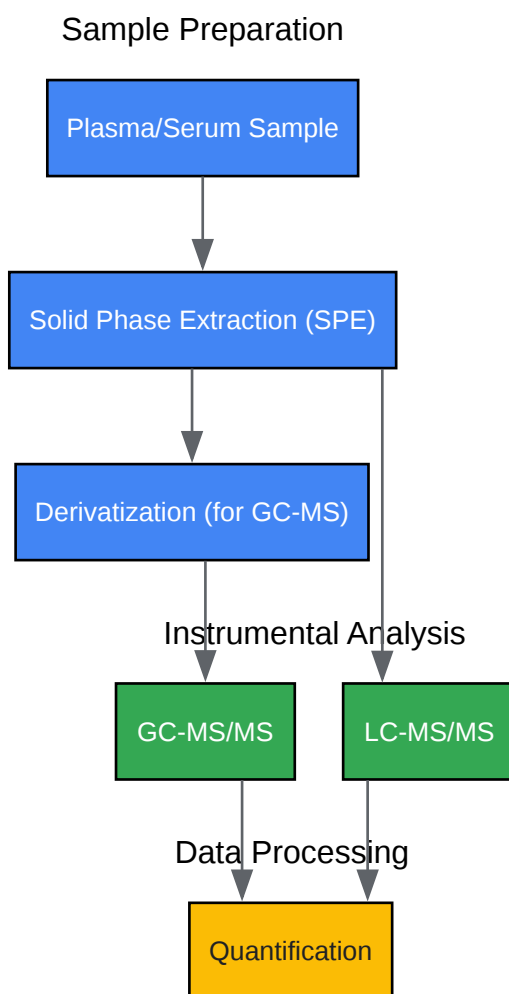 Sample Preparation
Plasma/Serum Sample
Solid Phase Extraction (SPE)
Derivatization (for GC-MS)
Instrumental Analysis
GC-MS/MS
LC-MS/MS
Data Processing
Quantification